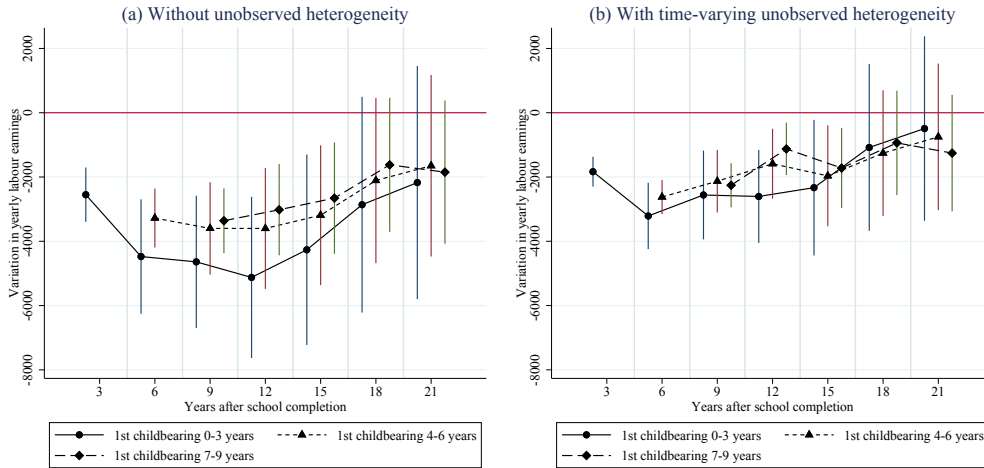 (a) Without unobserved heterogeneity
Variation in yearly labour earnings
2000
0
-2000
-4000
-6000
-8000
3 6 9 12 15 18 21
Years after school completion
1st childbearing 0-3 years 1st childbearing 4-6 years
1st childbearing 7-9 years
(b) With time-varying unobserved heterogeneity
Variation in yearly labour earnings
2000
0
-2000
-4000
-6000
-8000
3 6 9 12 15 18 21
Years after school completion
1st childbearing 0-3 years 1st childbearing 4-6 years
1st childbearing 7-9 years